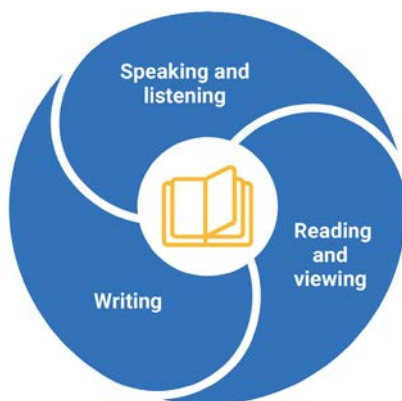 Speaking and
listening
Reading
and
viewing
Writing